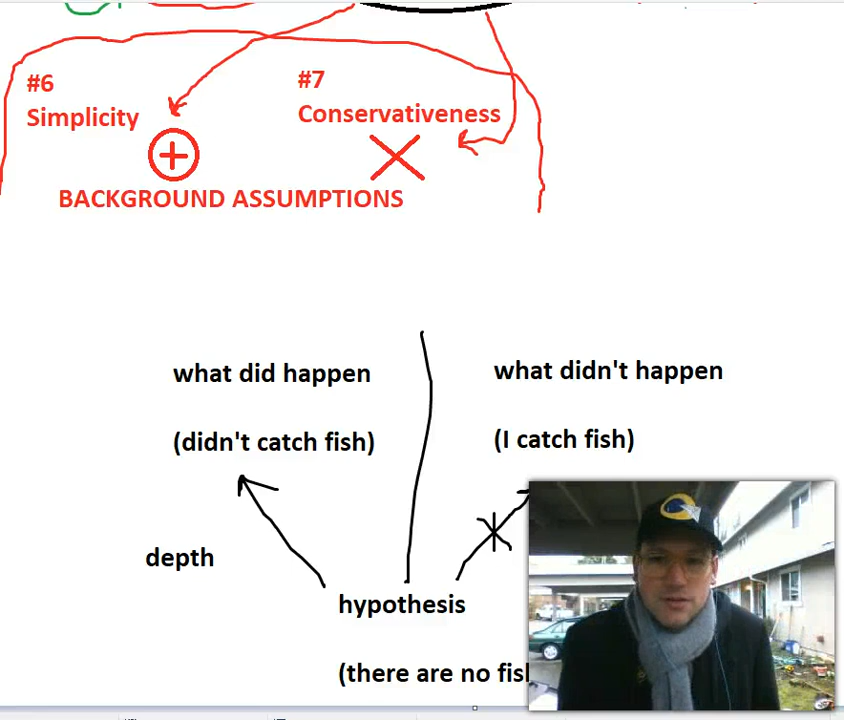 #6
Simplicity
#7
Conservativeness
BACKGROUND ASSUMPTIONS
what did happen
what didn't happen
(didn't catch fish)
(I catch fish)
depth
hypothesis
(there are no